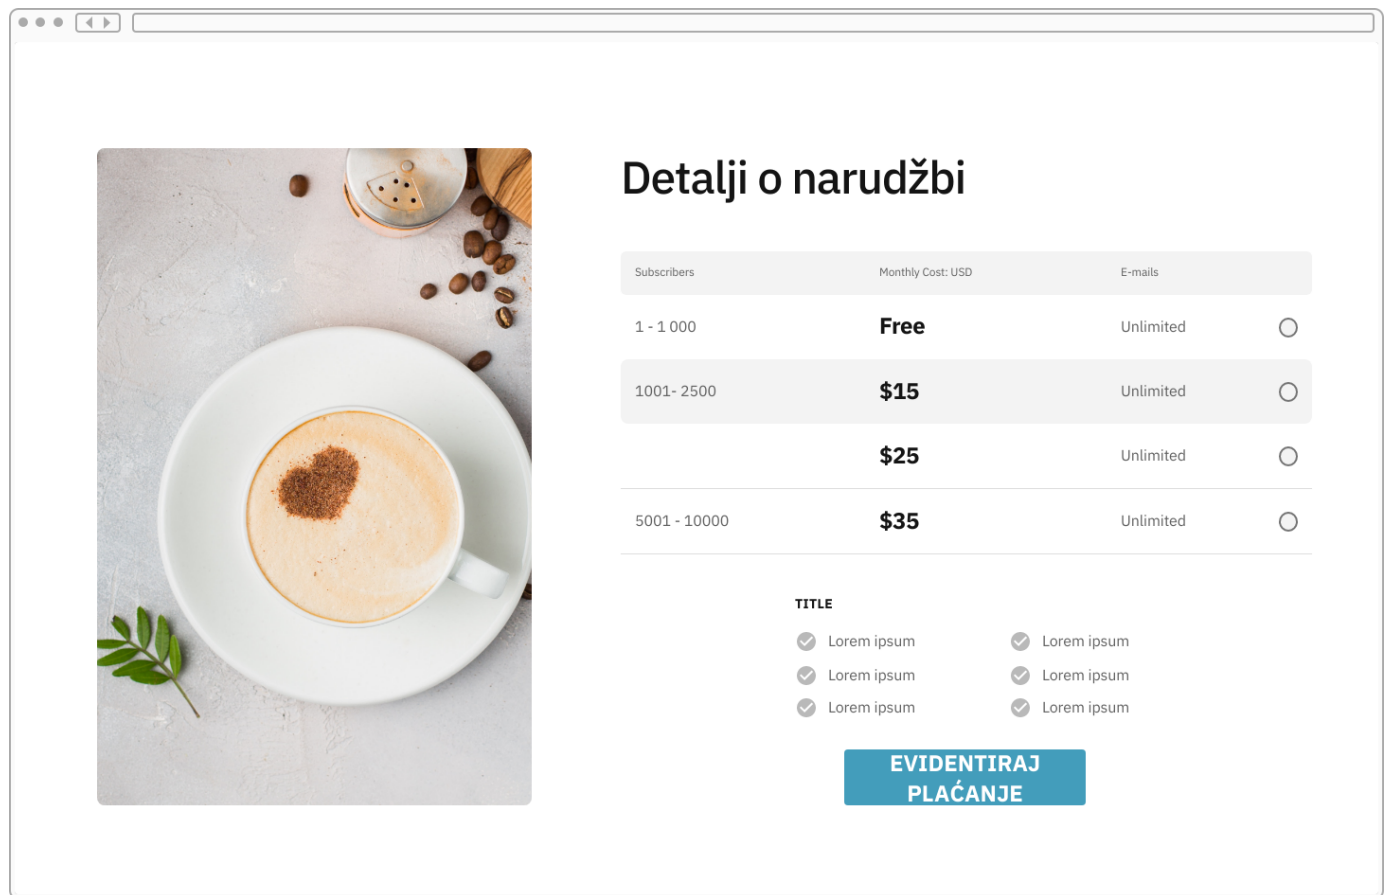 Detalji o narudžbi
Subscribers Monthly Cost: USD E-mails
1 - 1 000 Free Unlimited
1001- 2500 $15 Unlimited
$25 Unlimited
5001 - 10000 $35 Unlimited
TITLE
Lorem ipsum Lorem ipsum
Lorem ipsum Lorem ipsum
Lorem ipsum Lorem ipsum
EVIDENTIRAJ
PLAĆANJE